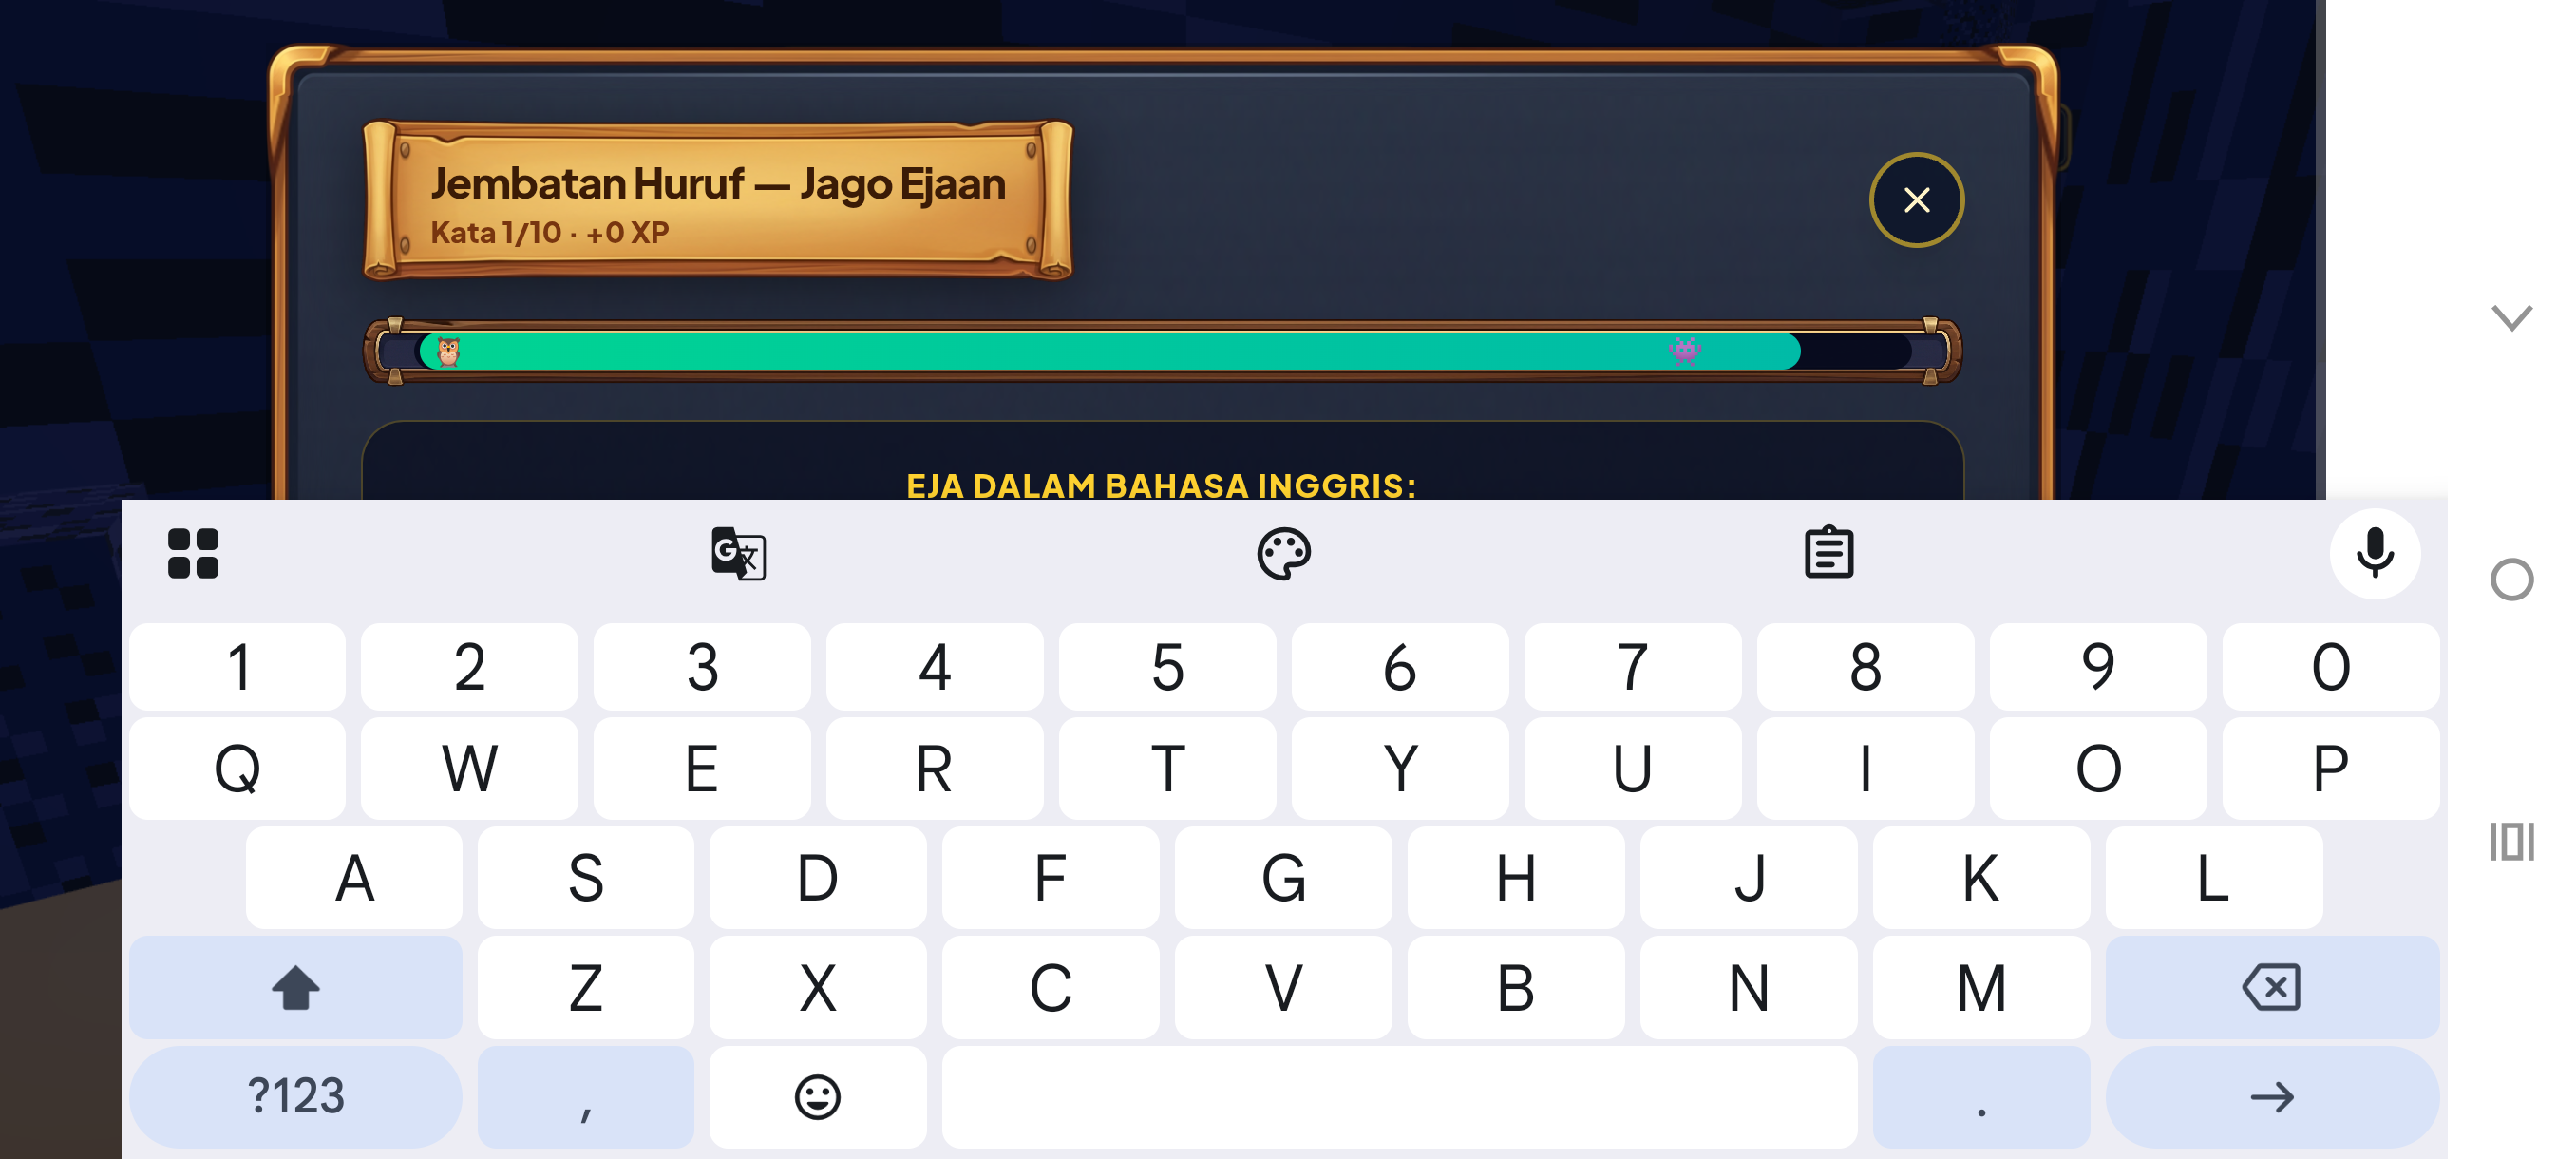 Jembatan Huruf — Jago Ejaan
Kata 1/10 · +0 XP
EJA DALAM BAHASA INGGRIS:
G 文
1 2 3 4 5 6 7 8 9 0
Q W E R T Y U I O P
A S D F G H J K L
Z X C V B N M
?123 , .